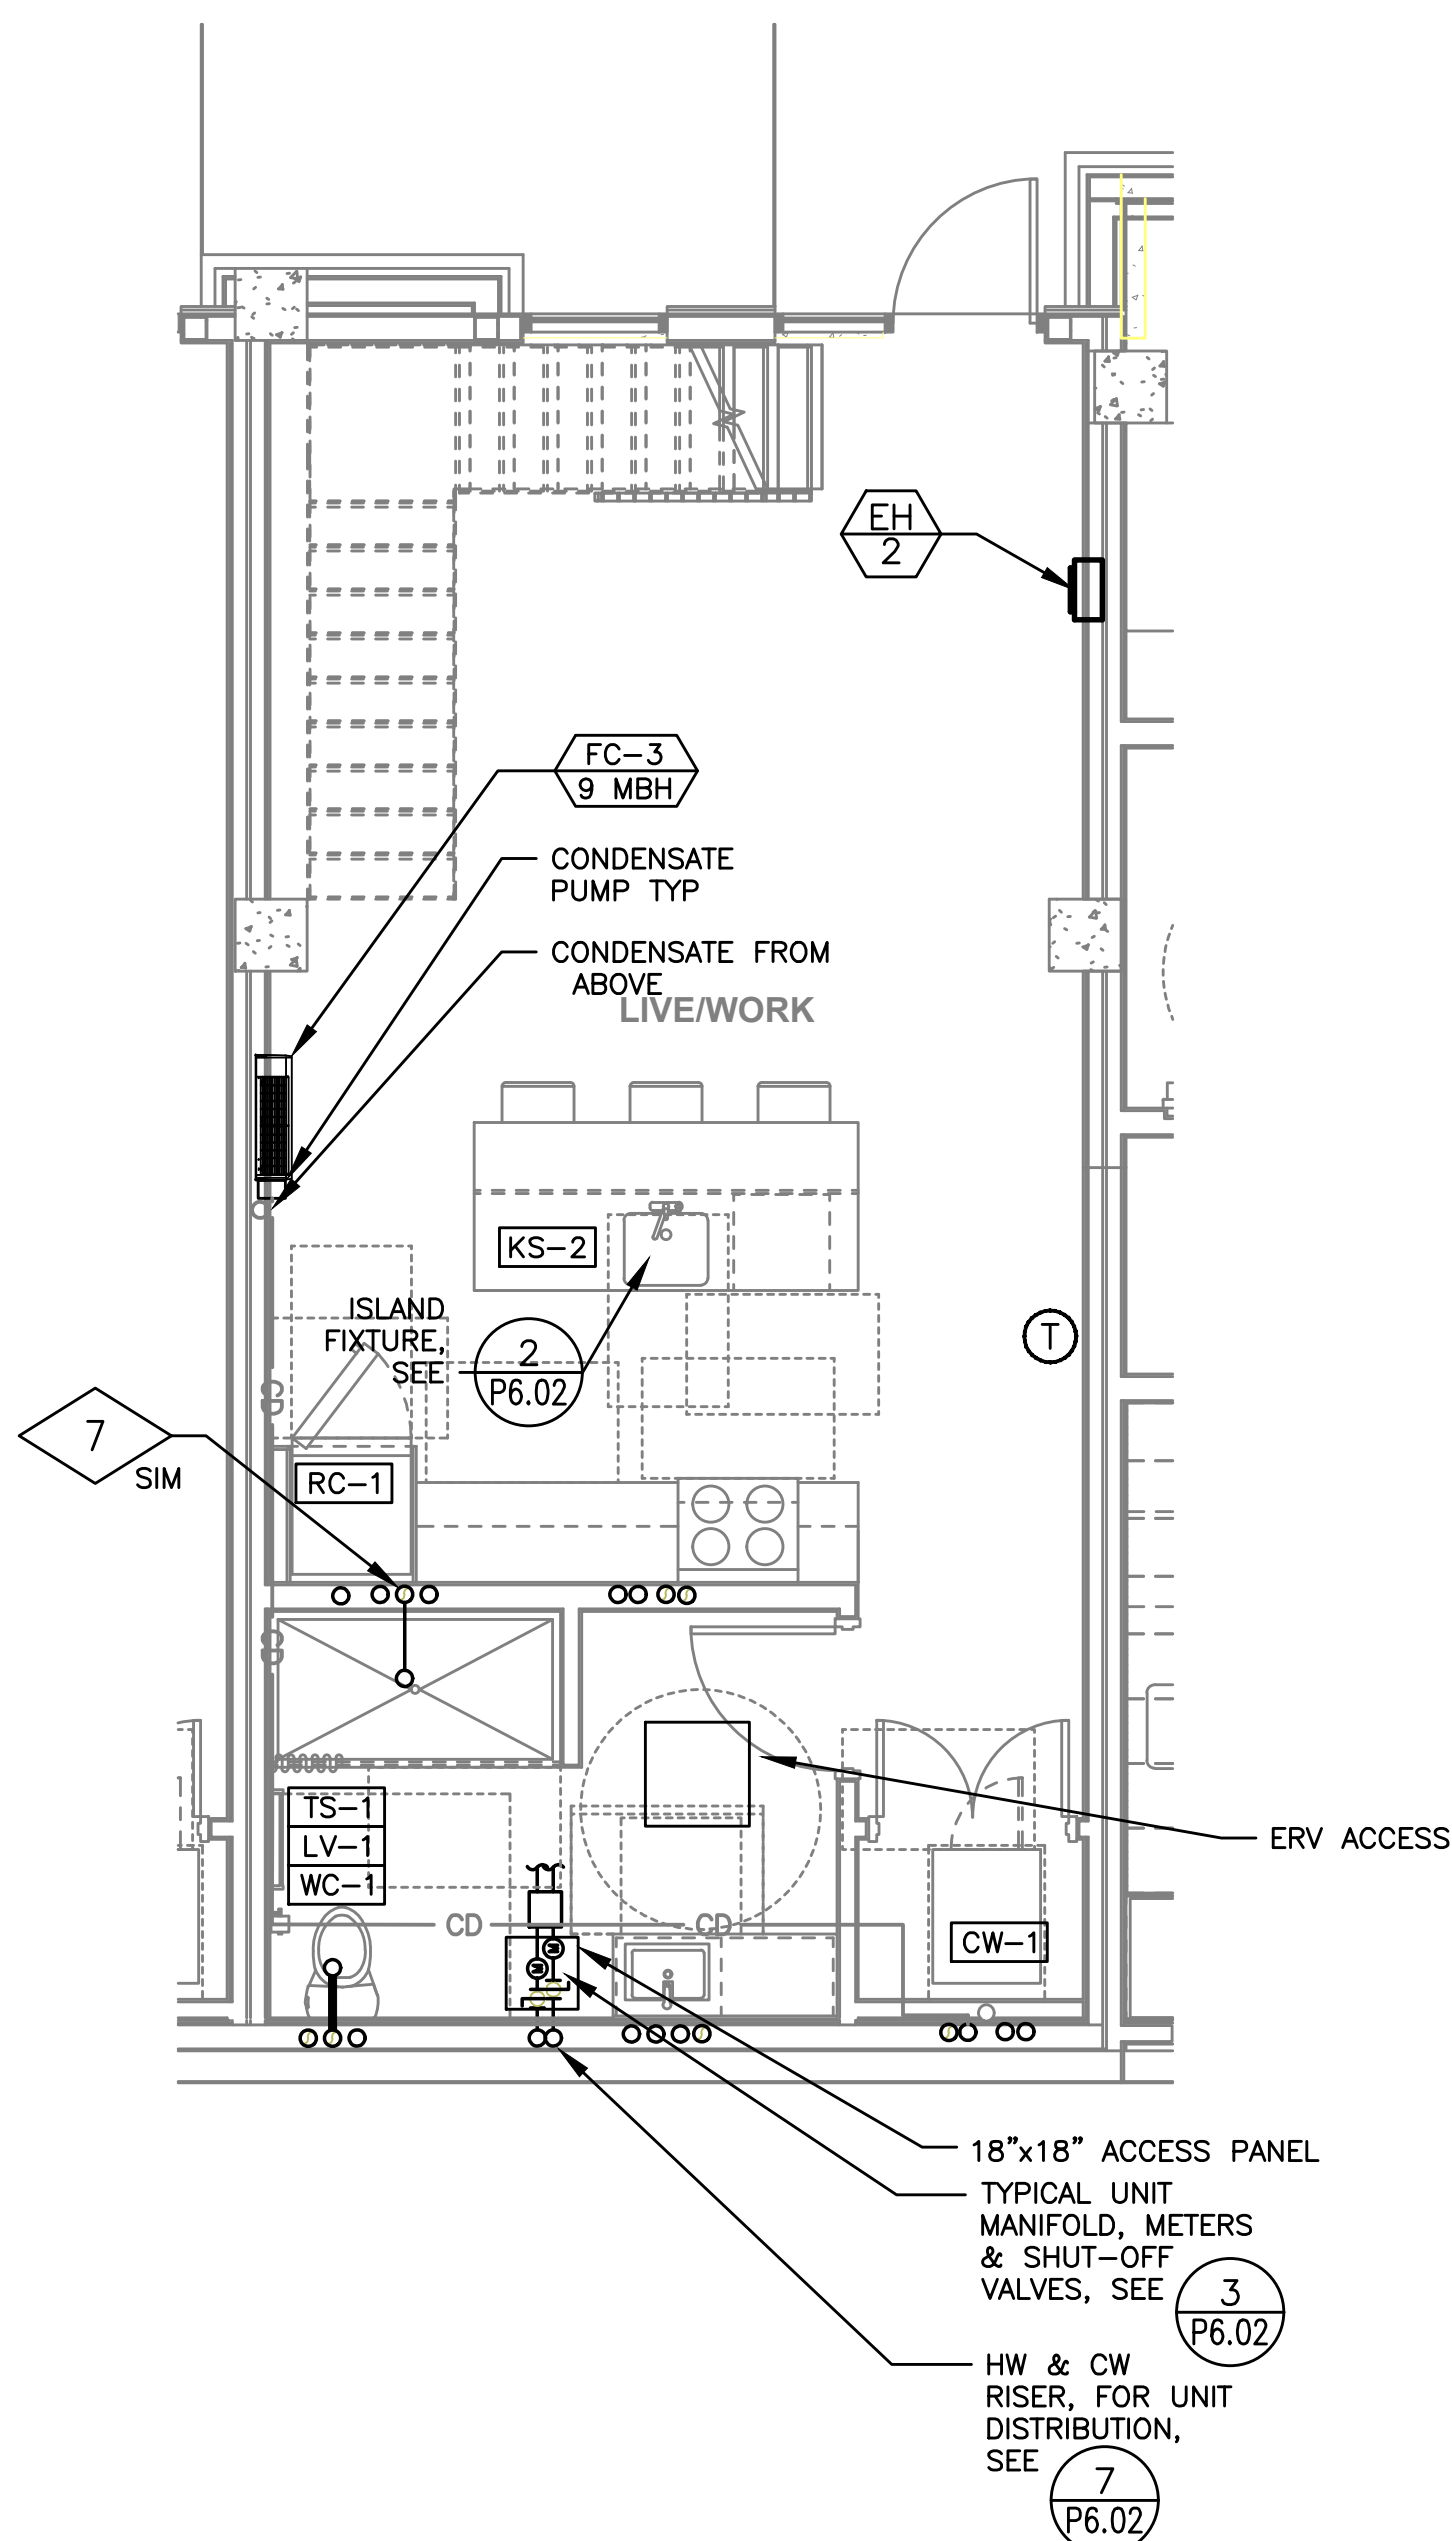 EH
2
FC-3
9 MBH
CONDENSATE
PUMP TYP
CONDENSATE FROM
ABOVE
LIVE/WORK
KS-2
ISLAND
FIXTURE,
SEE
2
P6.02
T
CD
7
SIM
RC-1
CD
TS-1
LV-1
WC-1
ERV ACCESS
CD
CD
CW-1
M
M
18"x18" ACCESS PANEL
TYPICAL UNIT
MANIFOLD, METERS
& SHUT-OFF
VALVES, SEE
3
P6.02
HW & CW
RISER, FOR UNIT
DISTRIBUTION,
SEE
7
P6.02